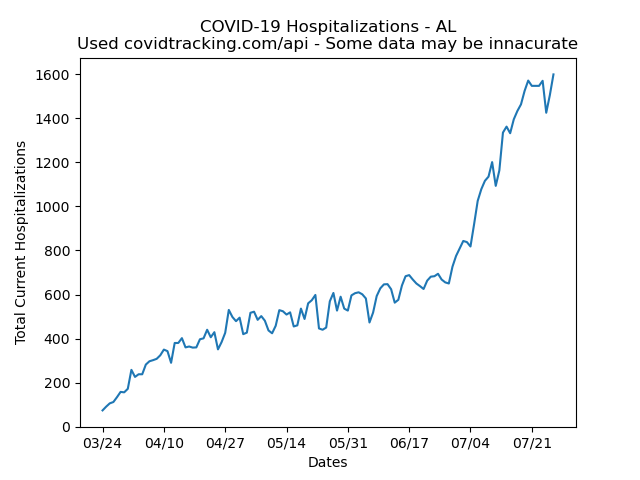 COVID-19 Hospitalizations - AL
Used covidtracking.com/api - Some data may be innacurate
1600
1400
1200
1000
800
600
400
200
0
Total Current Hospitalizations
03/24 04/10 04/27 05/14 05/31 06/17 07/04 07/21
Dates